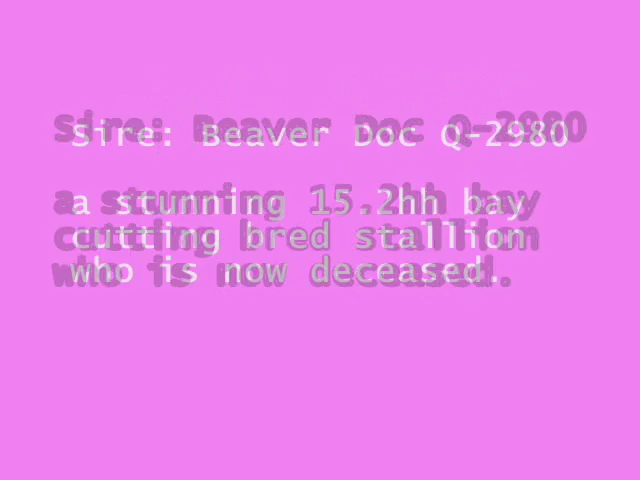 Sire: Beaver Doc Q-2980
a stunning 15.2hh bay
cutting bred stallion
who is now deceased.